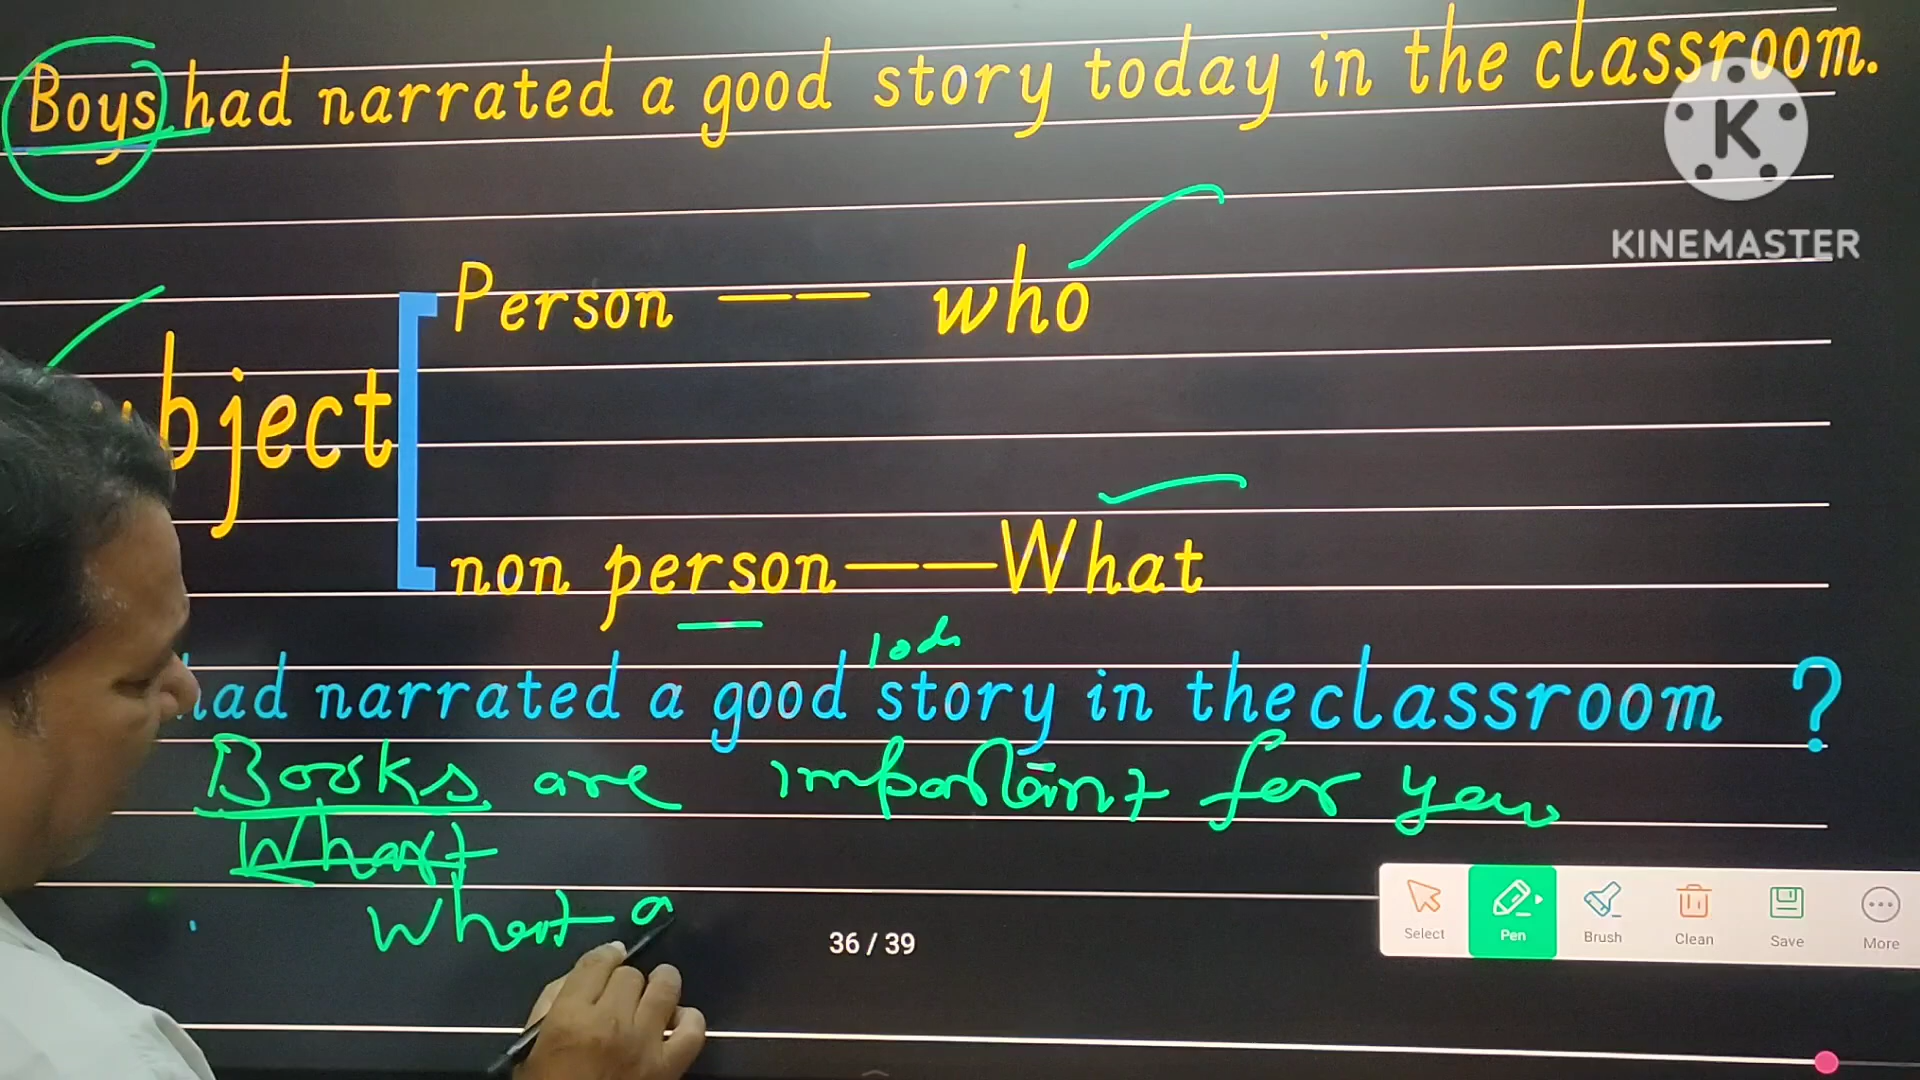 Boys had narrated a good story today in the classroom.
KINEMASTER
Person —— who
bject
non person —— What
had narrated a good story in the classroom ?
Books are important for you
What
What a
36 / 39
Select Pen Brush Clean Save More